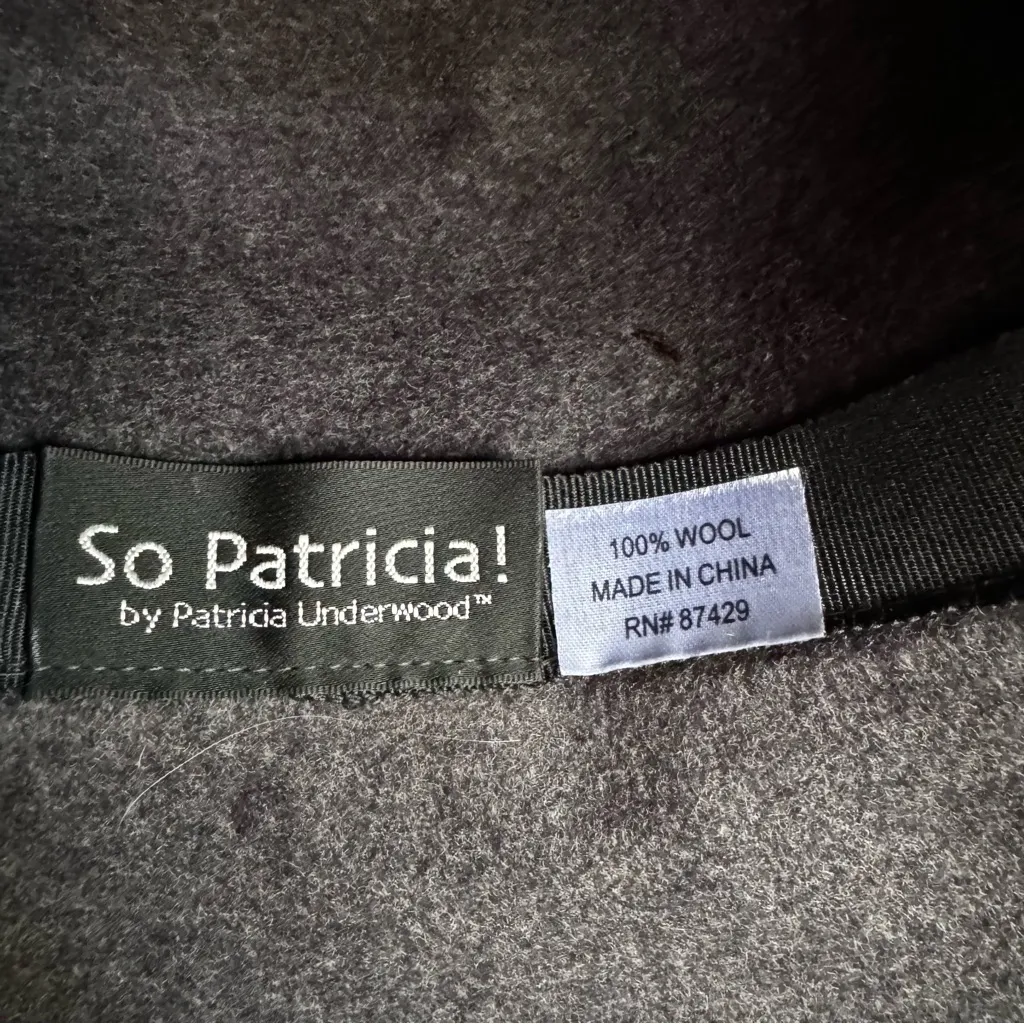 So Patricia!
by Patricia Underwood™
100% WOOL
MADE IN CHINA
RN# 87429